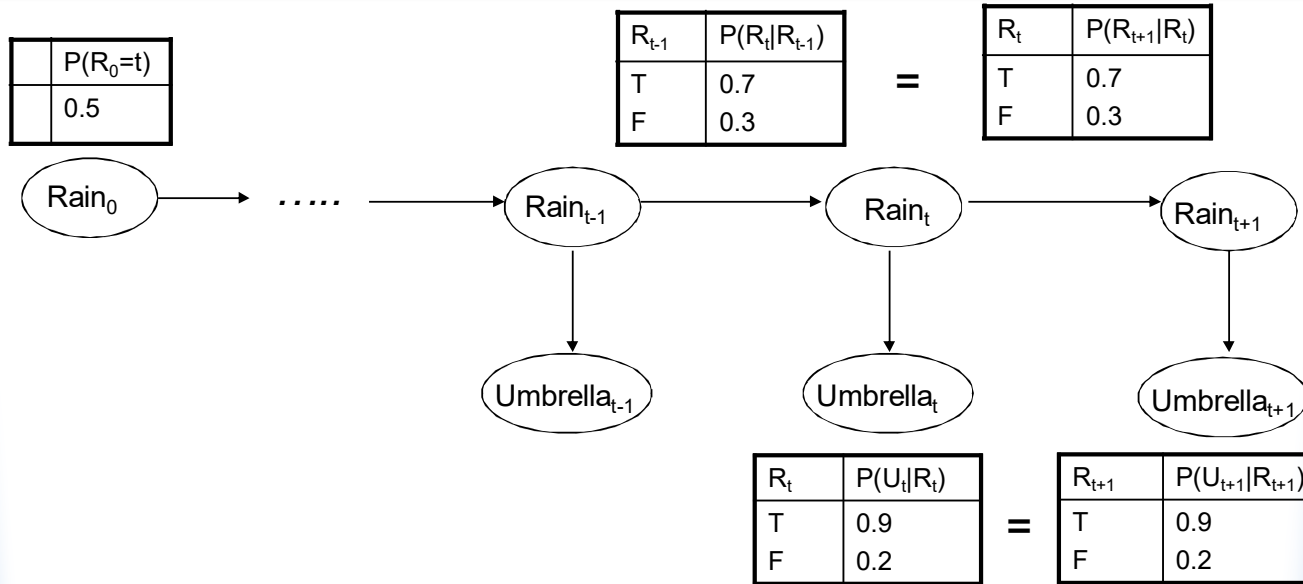 P(R₀=t)
0.5
Rₜ₋₁ P(Rₜ|Rₜ₋₁)
T 0.7
F 0.3
=
Rₜ P(Rₜ₊₁|Rₜ)
T 0.7
F 0.3
Rain₀
.....
Rainₜ₋₁
Rainₜ
Rainₜ₊₁
Umbrellaₜ₋₁
Umbrellaₜ
Umbrellaₜ₊₁
Rₜ P(Uₜ|Rₜ)
T 0.9
F 0.2
=
Rₜ₊₁ P(Uₜ₊₁|Rₜ₊₁)
T 0.9
F 0.2